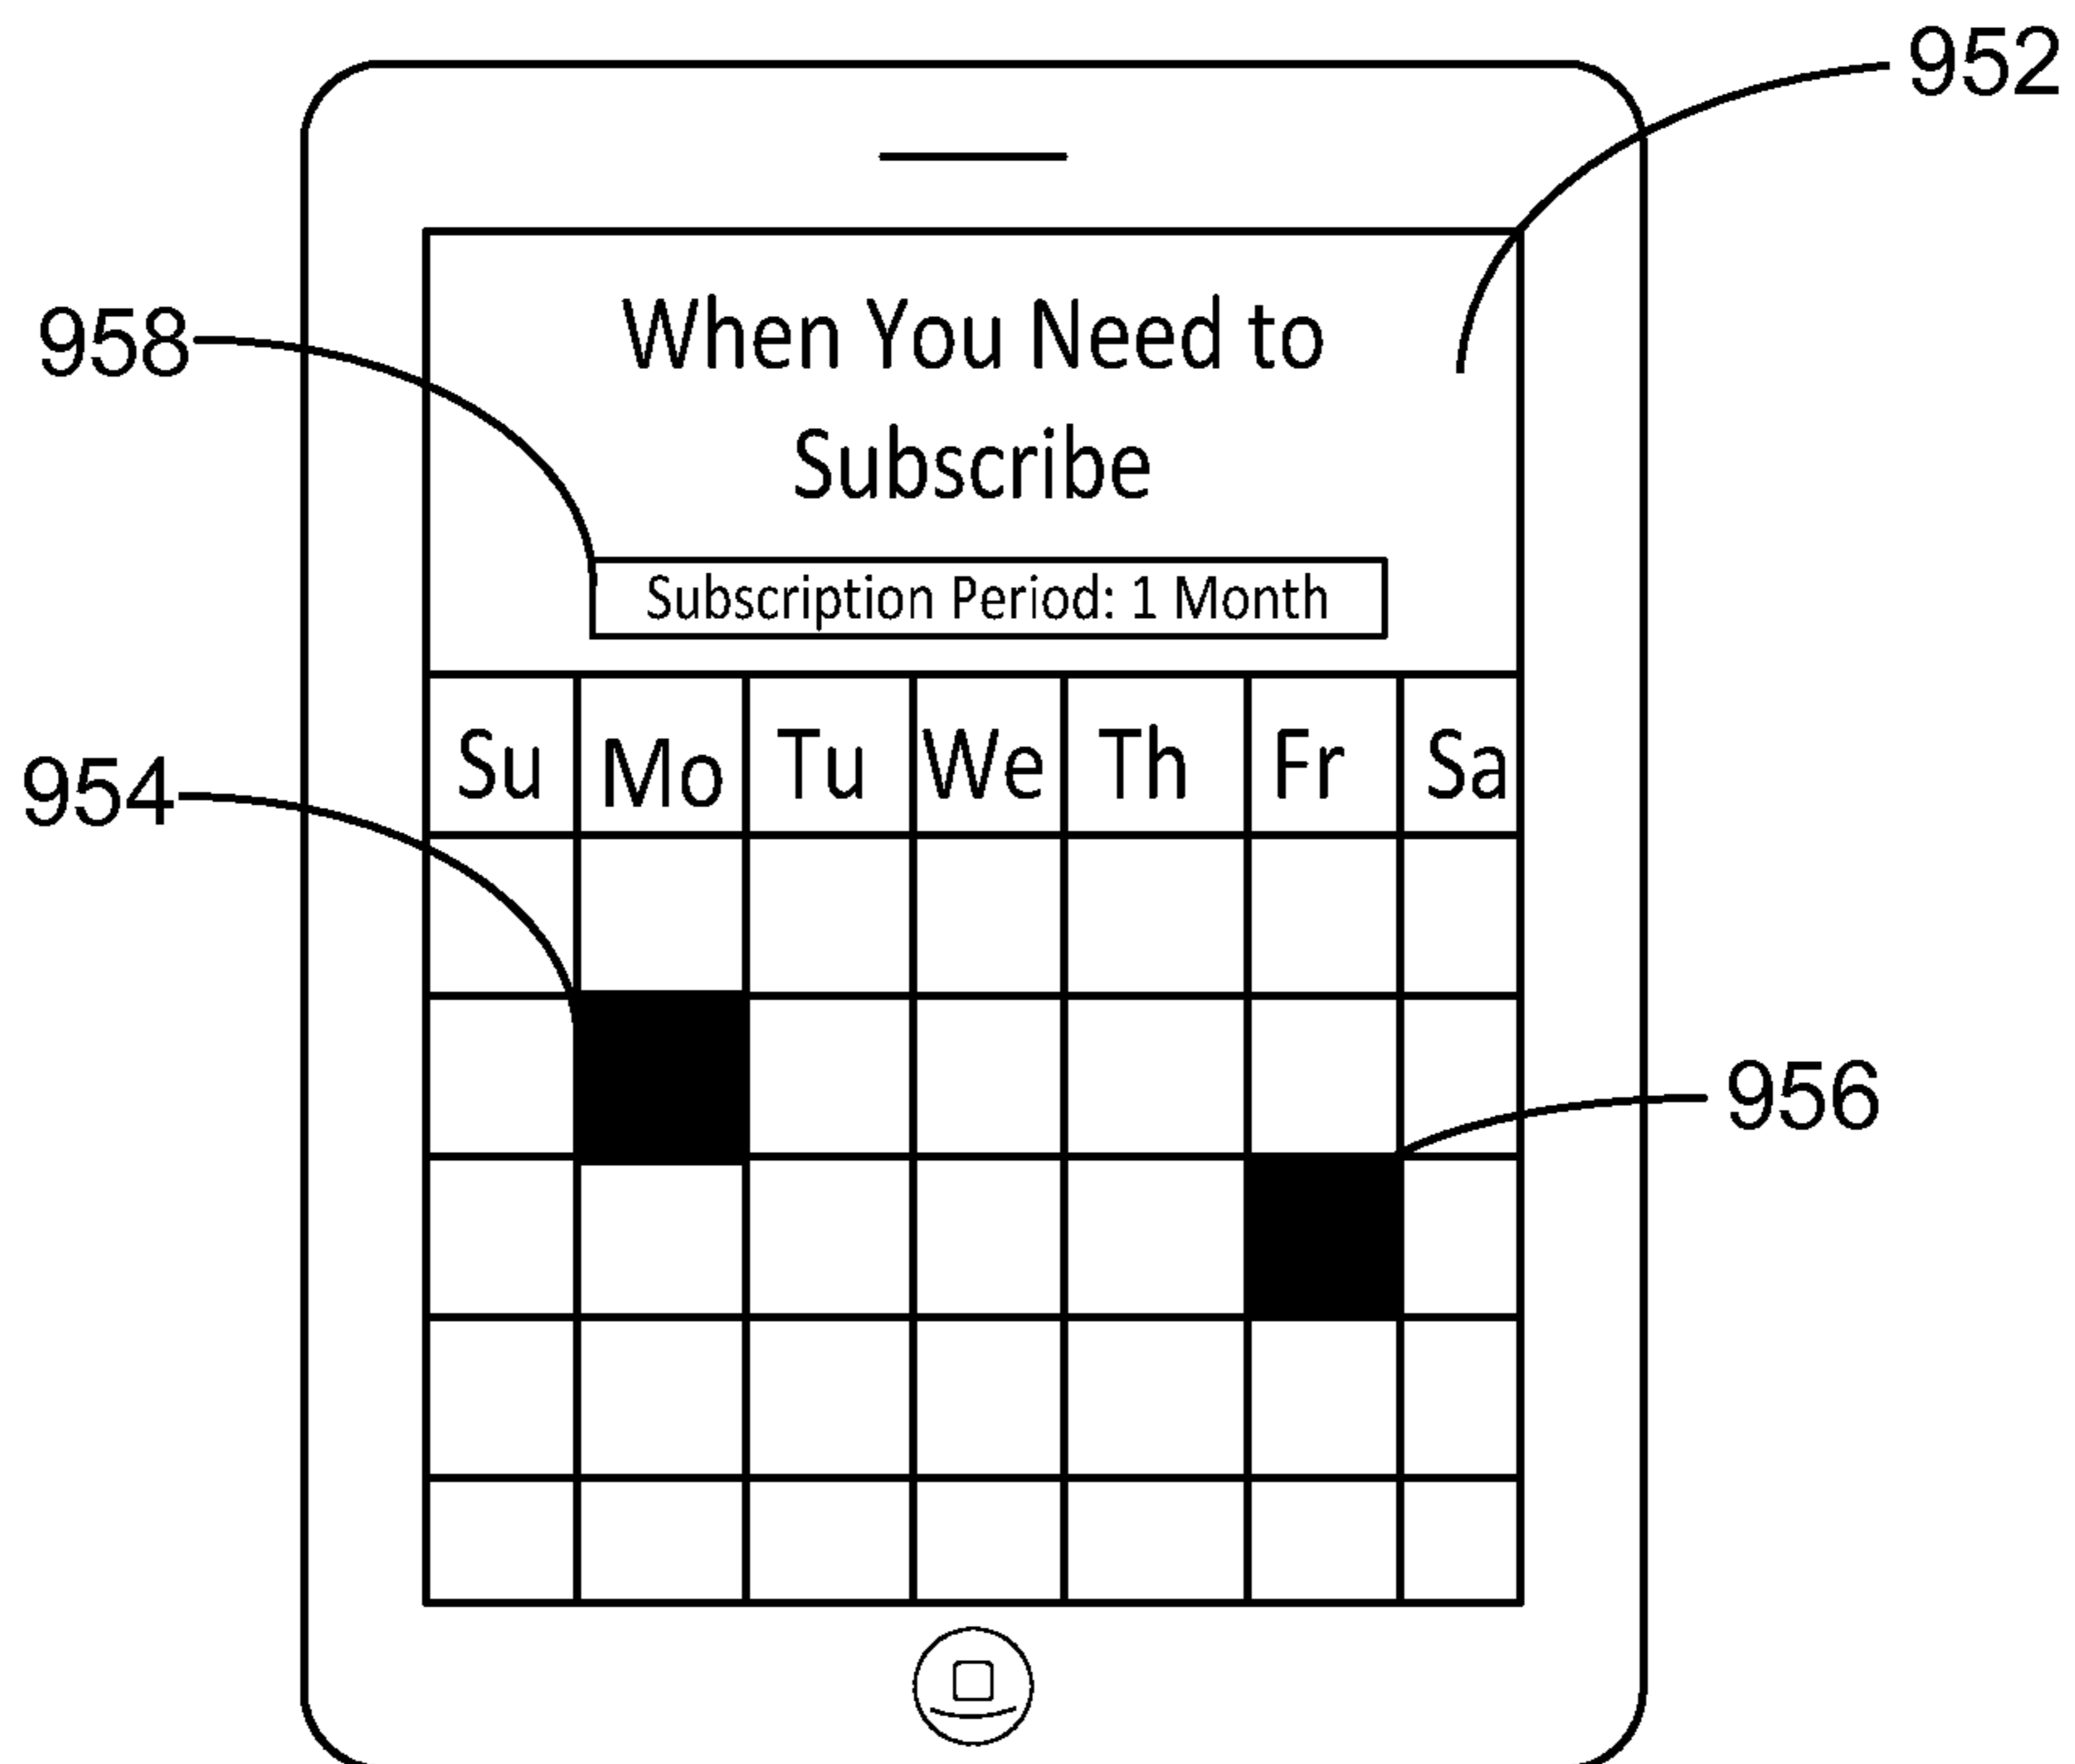 952
When You Need to
958
Subscribe
Subscription Period: 1 Month
Su Mo Tu We Th Fr Sa
954
956